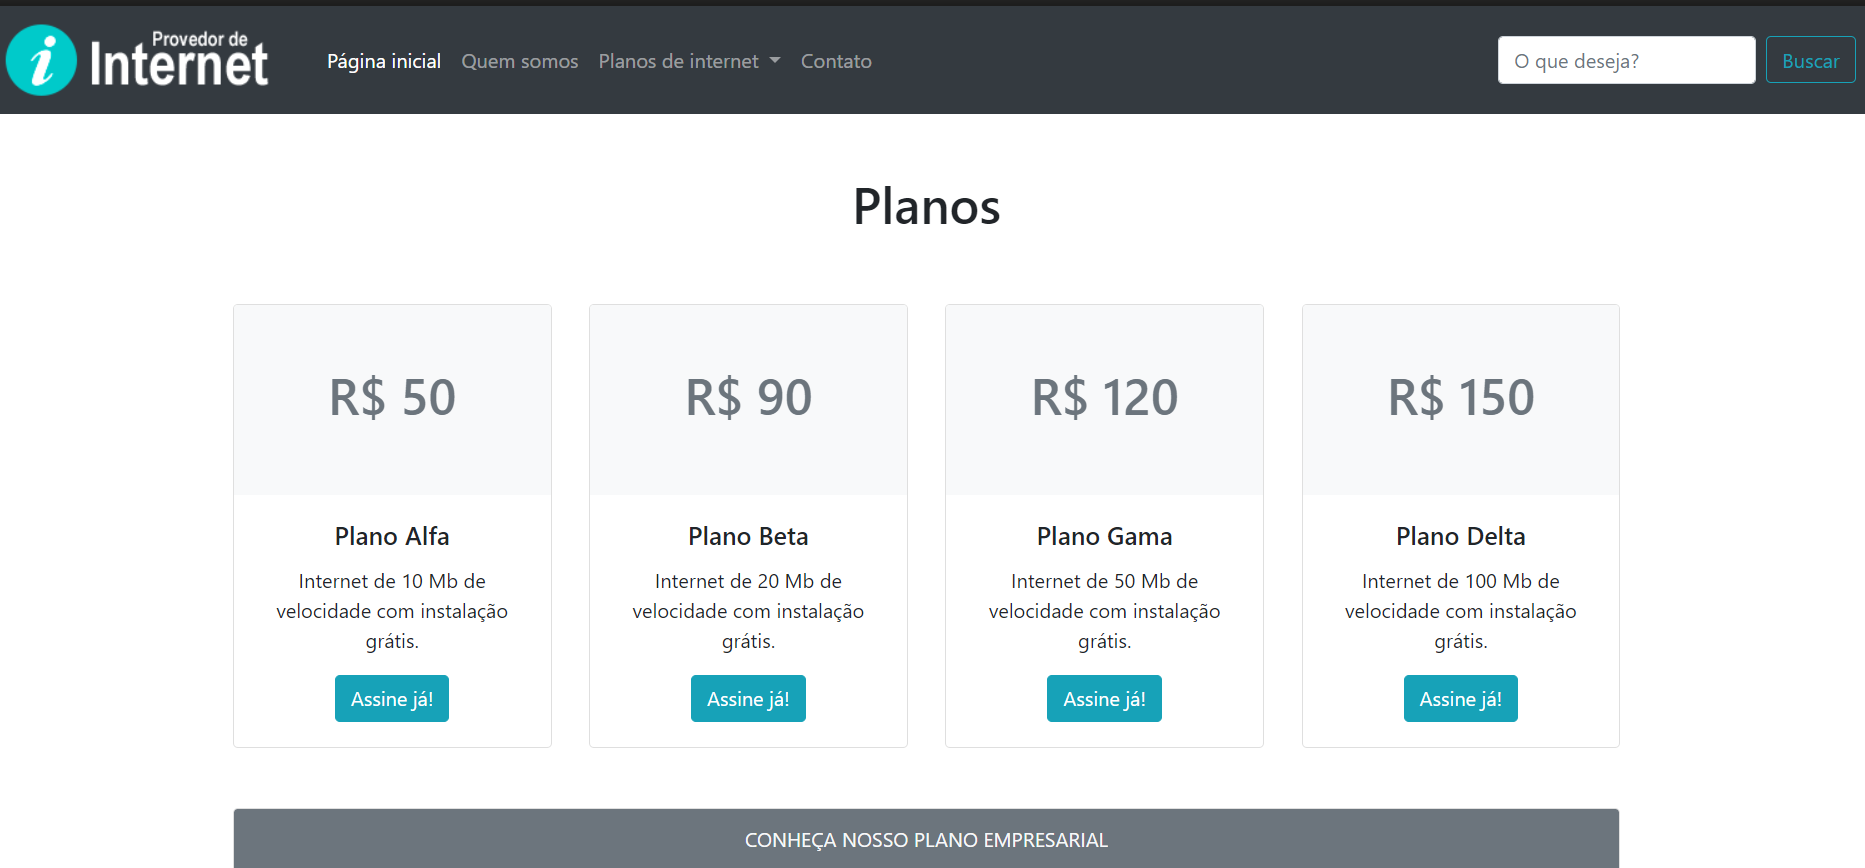 Provedor de
i Internet
Página inicial Quem somos Planos de internet Contato O que deseja? Buscar
Planos
R$ 50
Plano Alfa
Internet de 10 Mb de
velocidade com instalação
grátis.
Assine já!
R$ 90
Plano Beta
Internet de 20 Mb de
velocidade com instalação
grátis.
Assine já!
R$ 120
Plano Gama
Internet de 50 Mb de
velocidade com instalação
grátis.
Assine já!
R$ 150
Plano Delta
Internet de 100 Mb de
velocidade com instalação
grátis.
Assine já!
CONHEÇA NOSSO PLANO EMPRESARIAL